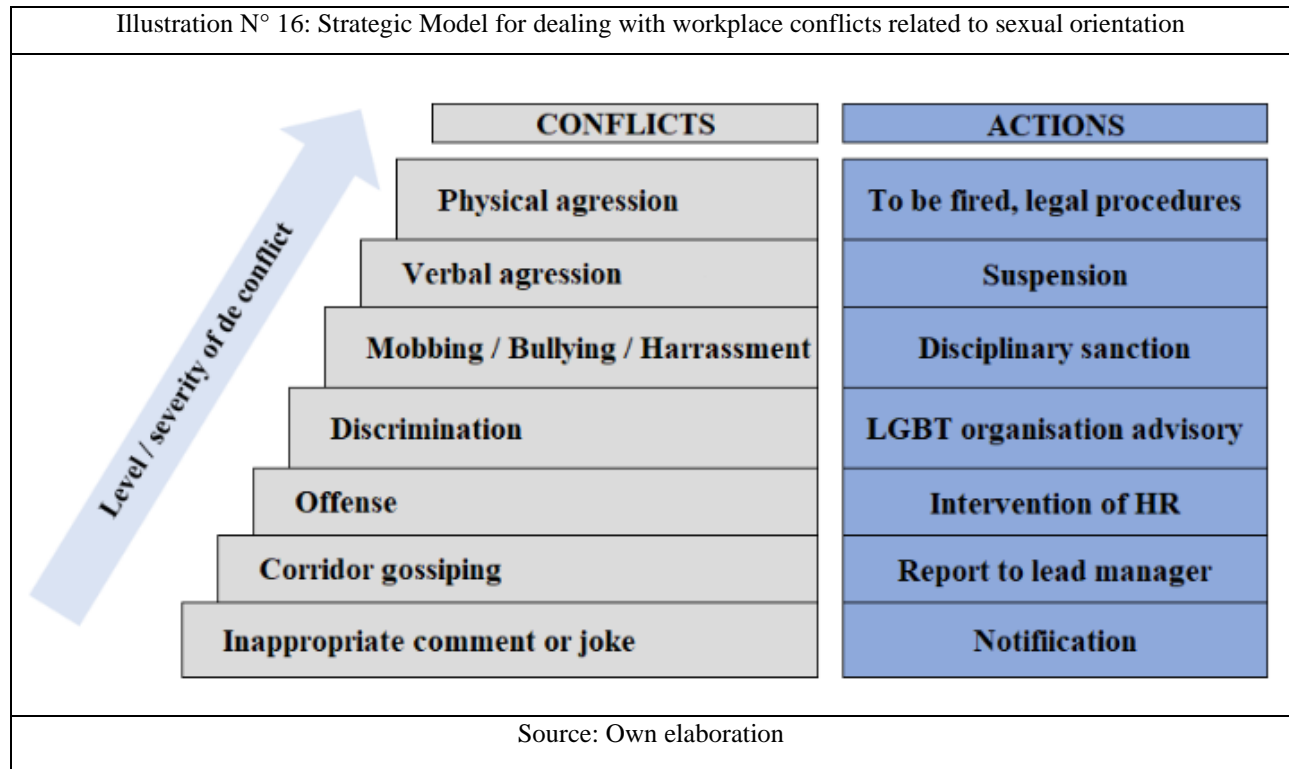 Illustration N° 16: Strategic Model for dealing with workplace conflicts related to sexual orientation
CONFLICTS
ACTIONS
Level / severity of de conflict
Physical agression
To be fired, legal procedures
Verbal agression
Suspension
Mobbing / Bullying / Harrassment
Disciplinary sanction
Discrimination
LGBT organisation advisory
Offense
Intervention of HR
Corridor gossiping
Report to lead manager
Inappropriate comment or joke
Notifiication
Source: Own elaboration